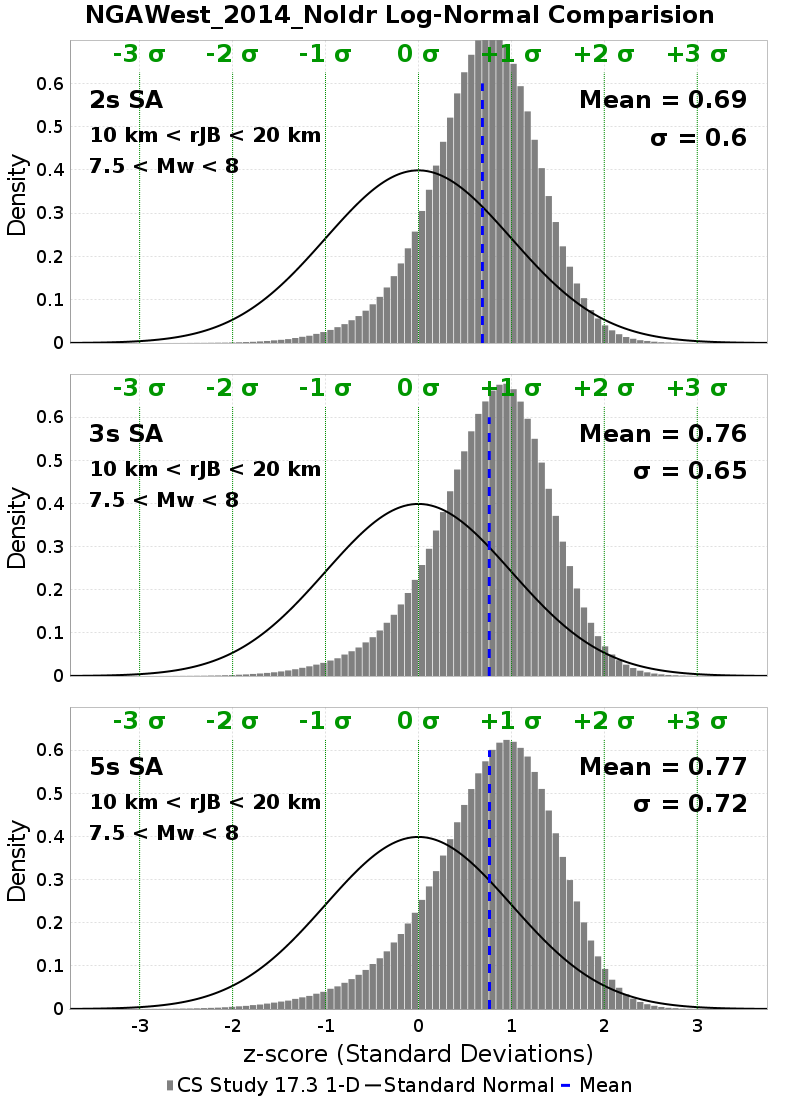 NGAWest_2014_NoIdr Log-Normal Comparision
-3 σ -2 σ -1 σ 0 σ +1 σ +2 σ +3 σ
2s SA Mean = 0.69
10 km < rJB < 20 km σ = 0.6
7.5 < Mw < 8
0.6
0.5
0.4
0.3
0.2
0.1
0
Density
-3 σ -2 σ -1 σ 0 σ +1 σ +2 σ +3 σ
3s SA Mean = 0.76
10 km < rJB < 20 km σ = 0.65
7.5 < Mw < 8
0.6
0.5
0.4
0.3
0.2
0.1
0
Density
-3 σ -2 σ -1 σ 0 σ +1 σ +2 σ +3 σ
5s SA Mean = 0.77
10 km < rJB < 20 km σ = 0.72
7.5 < Mw < 8
0.6
0.5
0.4
0.3
0.2
0.1
0
Density
-3 -2 -1 0 1 2 3
z-score (Standard Deviations)
CS Study 17.3 1-D Standard Normal Mean